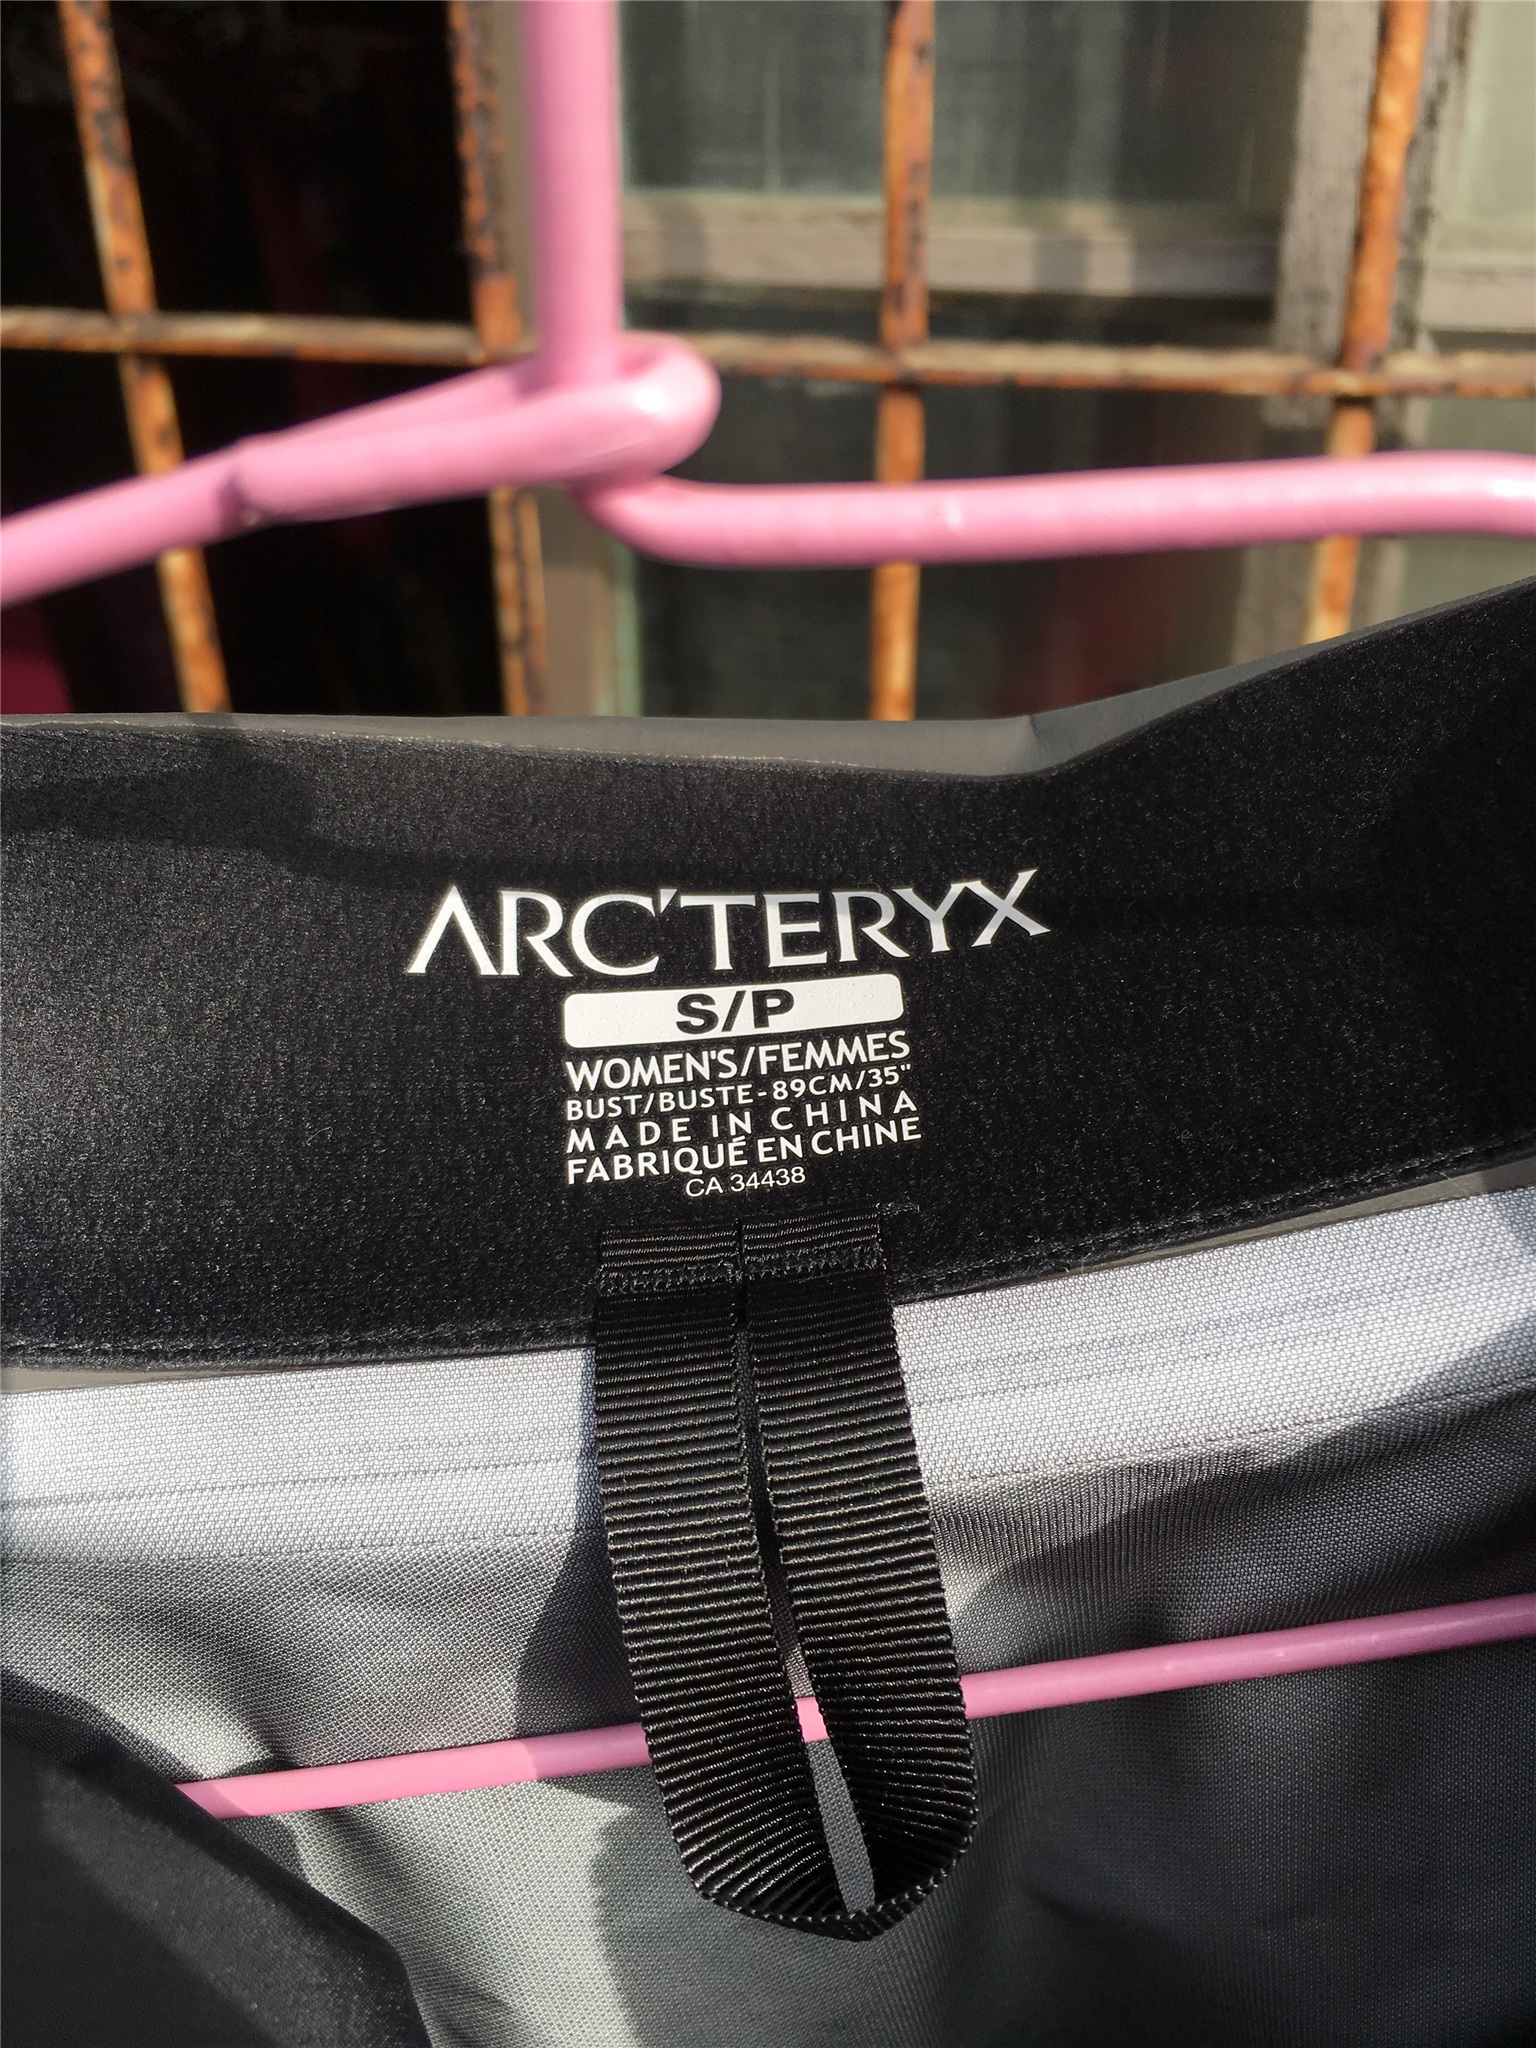 ARC'TERYX
S/P
WOMEN'S/FEMMES
BUST/BUSTE-89CM/35"
MADE IN CHINA
FABRIQUÉ EN CHINE
CA 34438